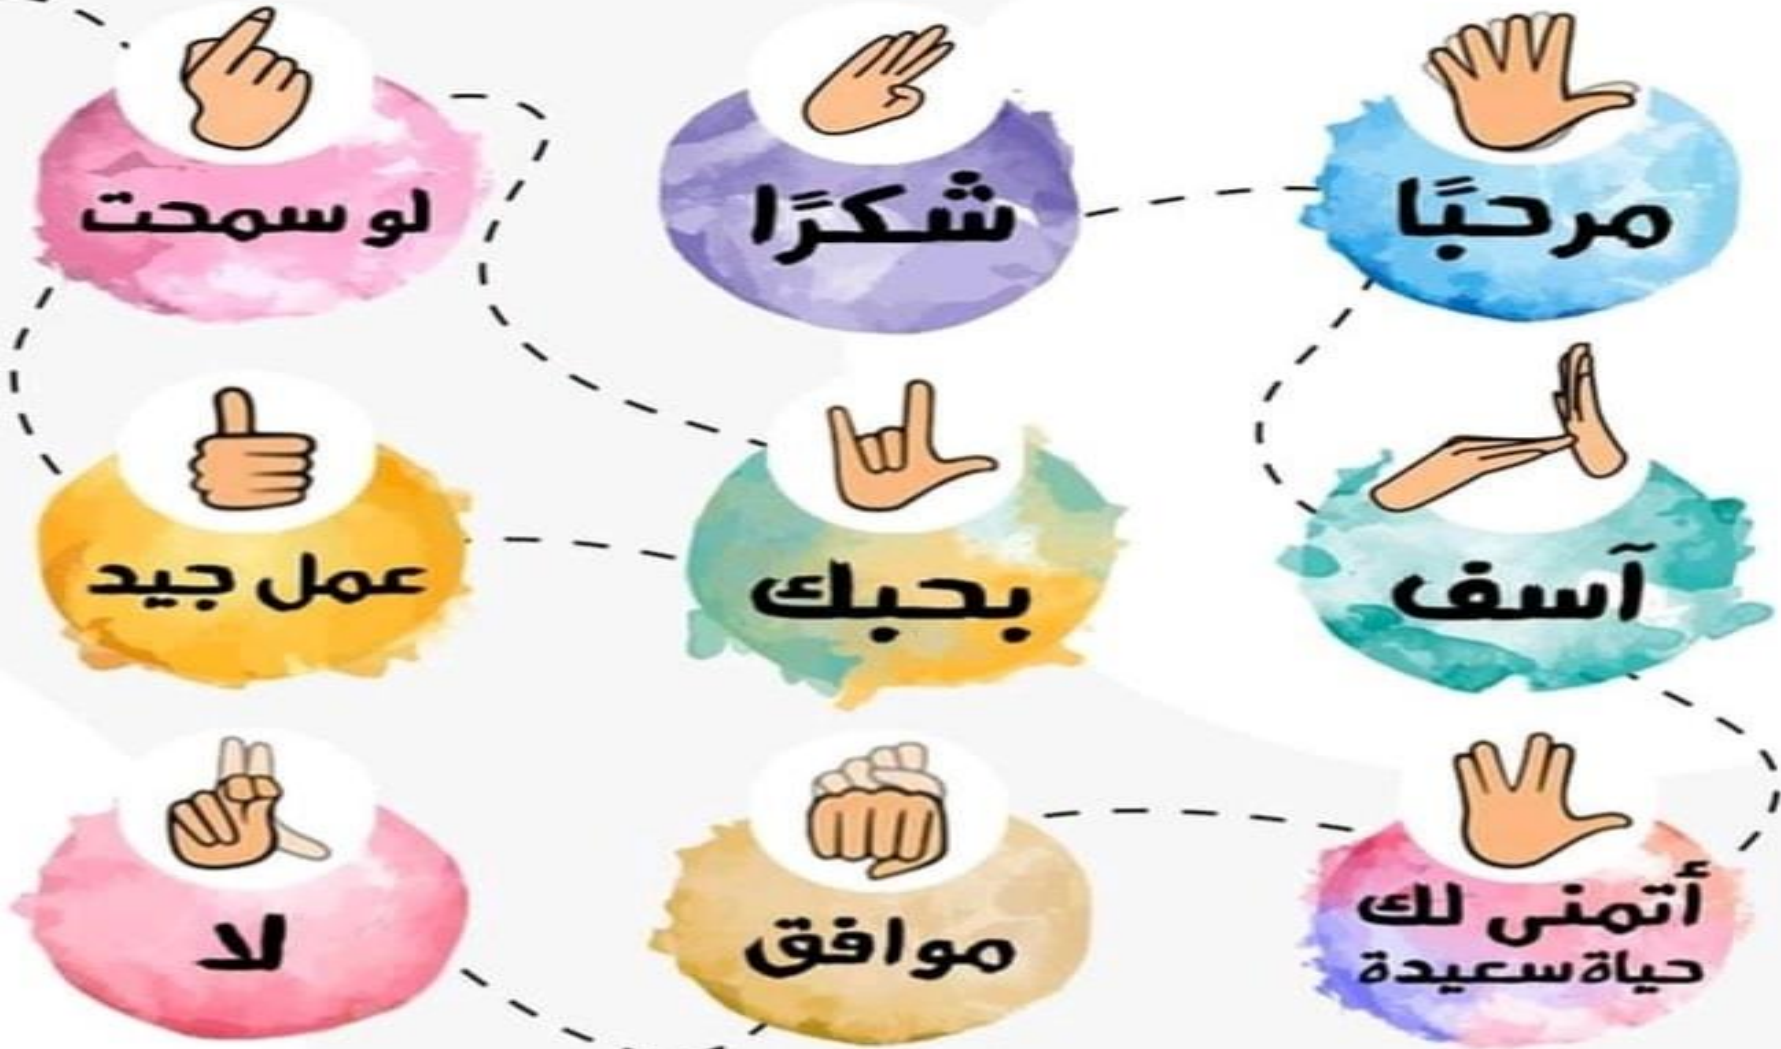 مرحبًا
شكرًا
لو سمحت
آسف
بحبك
عمل جيد
أتمنى لك
حياة سعيدة
موافق
لا